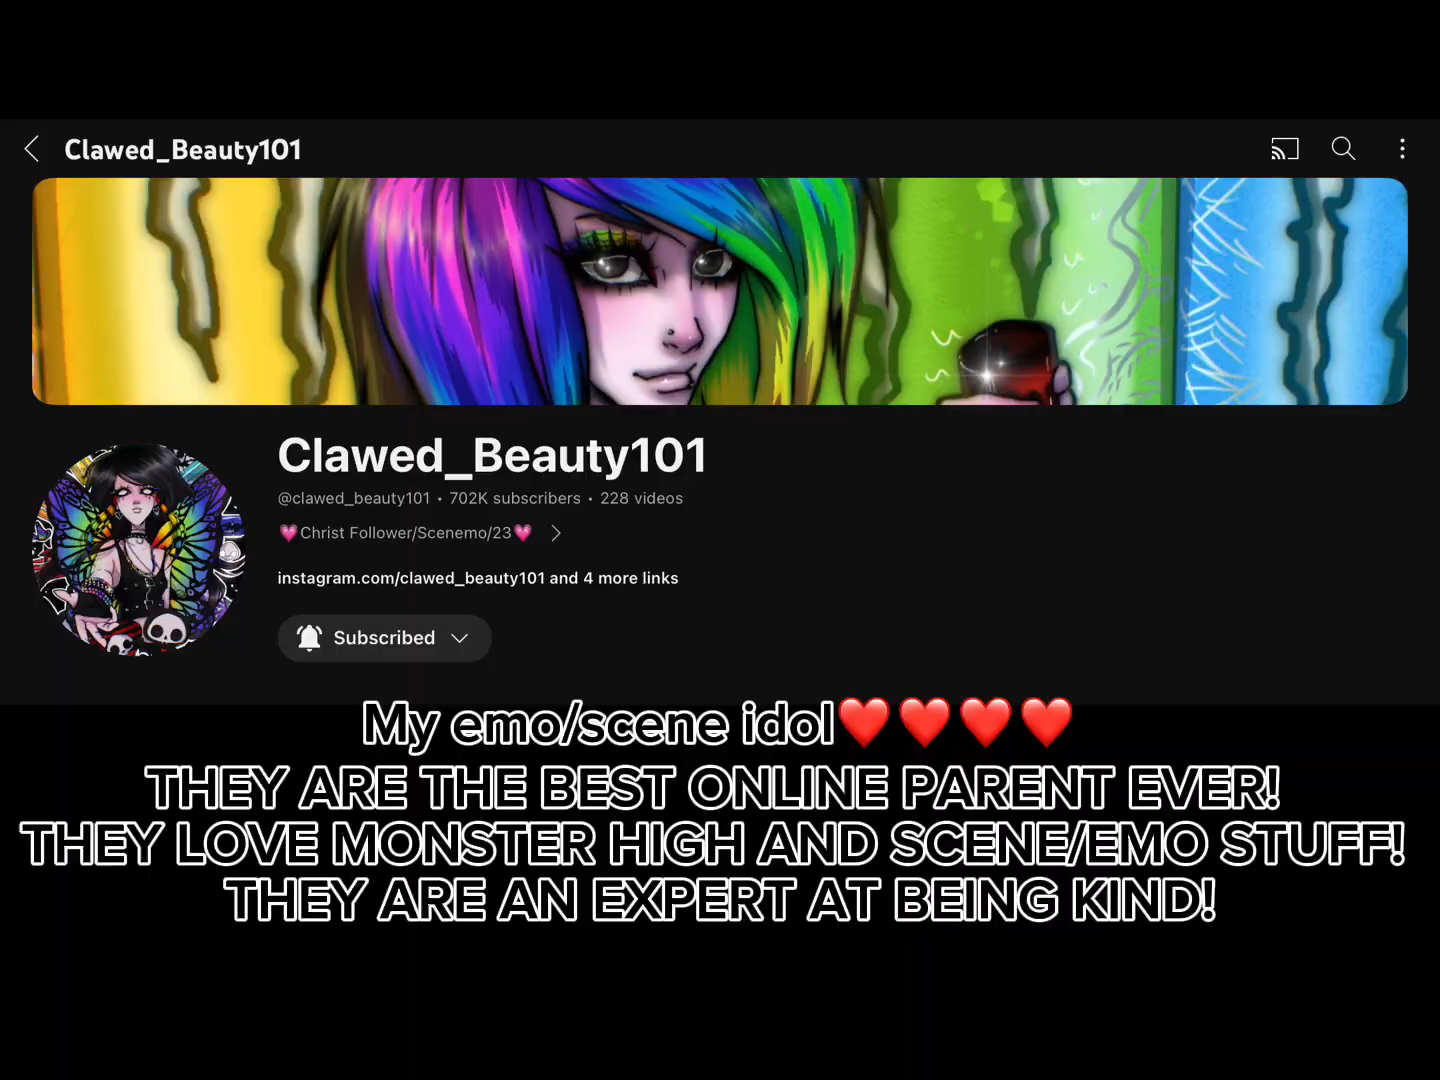 Clawed_Beauty101
Clawed_Beauty101
@clawed_beauty101 • 702K subscribers • 228 videos
💗Christ Follower/Scenemo/23💗
instagram.com/clawed_beauty101 and 4 more links
Subscribed
My emo/scene idol❤️❤️❤️❤️
THEY ARE THE BEST ONLINE PARENT EVER!
THEY LOVE MONSTER HIGH AND SCENE/EMO STUFF!
THEY ARE AN EXPERT AT BEING KIND!